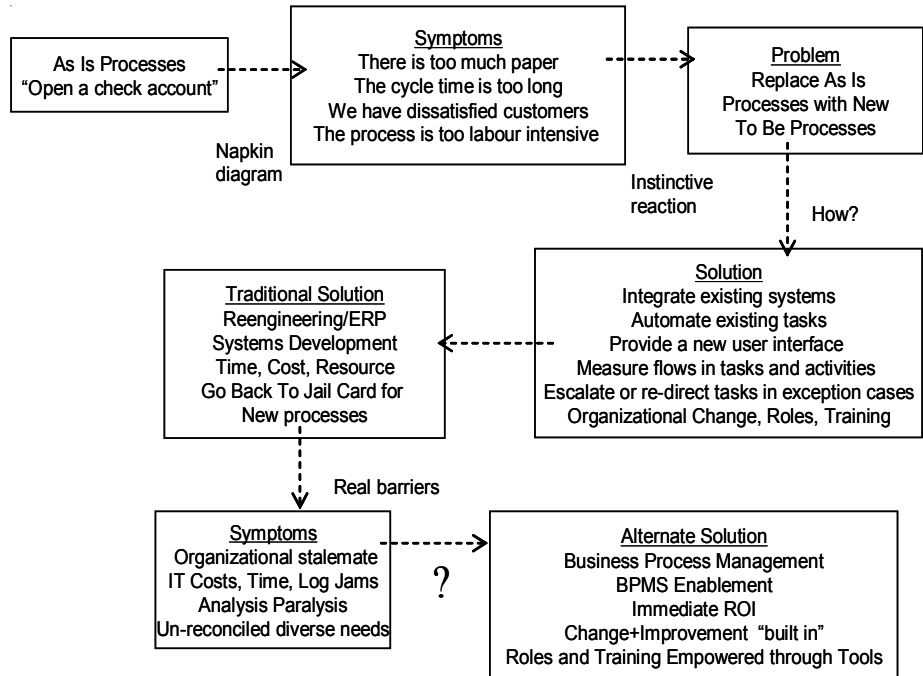 As Is Processes
“Open a check account”
Symptoms
There is too much paper
The cycle time is too long
We have dissatisfied customers
The process is too labour intensive
Problem
Replace As Is
Processes with New
To Be Processes
Napkin
diagram
Instinctive
reaction
How?
Solution
Integrate existing systems
Automate existing tasks
Provide a new user interface
Measure flows in tasks and activities
Escalate or re-direct tasks in exception cases
Organizational Change, Roles, Training
Traditional Solution
Reengineering/ERP
Systems Development
Time, Cost, Resource
Go Back To Jail Card for
New processes
Real barriers
Symptoms
Organizational stalemate
IT Costs, Time, Log Jams
Analysis Paralysis
Un-reconciled diverse needs
?
Alternate Solution
Business Process Management
BPMS Enablement
Immediate ROI
Change+Improvement “built in”
Roles and Training Empowered through Tools